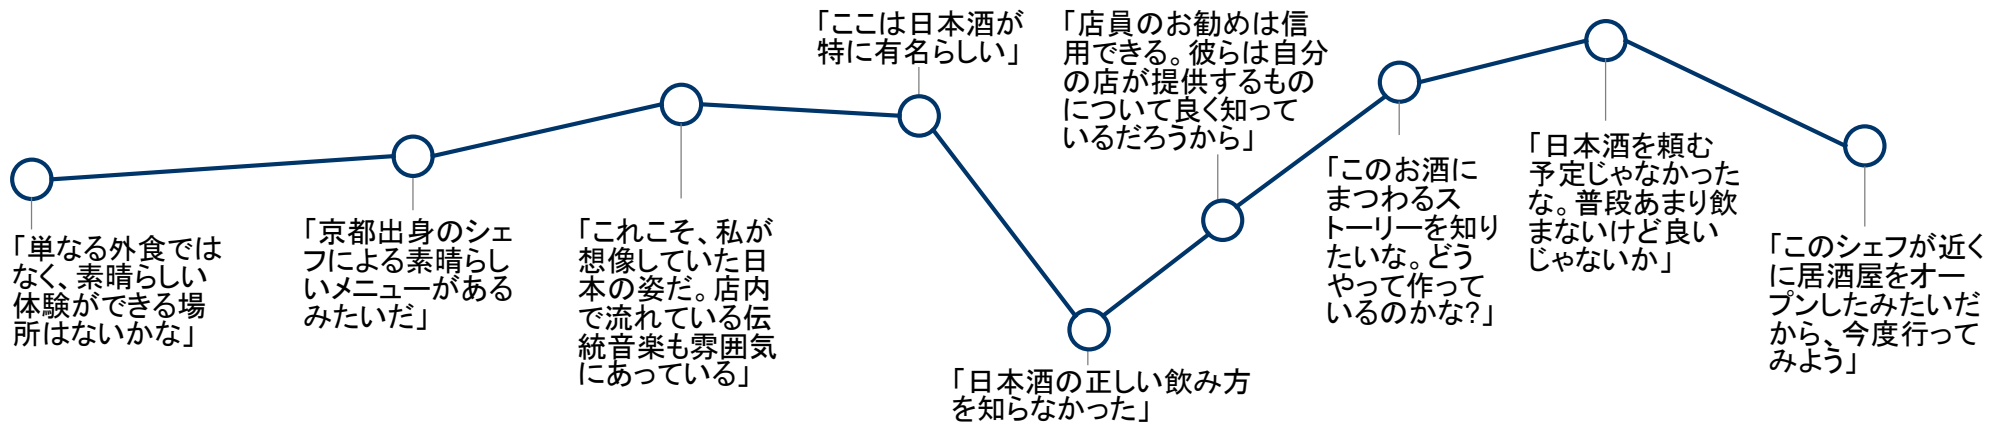 「単なる外食では
なく、素晴らしい
体験ができる場
所はないかな」
「京都出身のシェ
フによる素晴らし
いメニューがある
みたいだ」
「これこそ、私が
想像していた日
本の姿だ。店内
で流れている伝
統音楽も雰囲気
にあっている」
「ここは日本酒が
特に有名らしい」
「日本酒の正しい飲み方
を知らなかった」
「店員のお勧めは信
用できる。彼らは自分
の店が提供するもの
について良く知って
いるだろうから」
「このお酒に
まつわるス
トーリーを知り
たいな。どう
やって作って
いるのかな?」
「日本酒を頼む
予定じゃなかった
な。普段あまり飲
まないけど良い
じゃないか」
「このシェフが近く
に居酒屋をオー
プンしたみたいだ
から、今度行って
みよう」